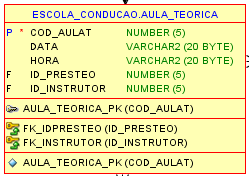 ESCOLA_CONDUCAO.AULA_TEORICA
P * COD_AULAT NUMBER (5)
DATA VARCHAR2 (20 BYTE)
HORA VARCHAR2 (20 BYTE)
F ID_PRESTEO NUMBER (5)
F ID_INSTRUTOR NUMBER (5)
AULA_TEORICA_PK (COD_AULAT)
FK_IDPRESTEO (ID_PRESTEO)
FK_INSTRUTOR (ID_INSTRUTOR)
AULA_TEORICA_PK (COD_AULAT)